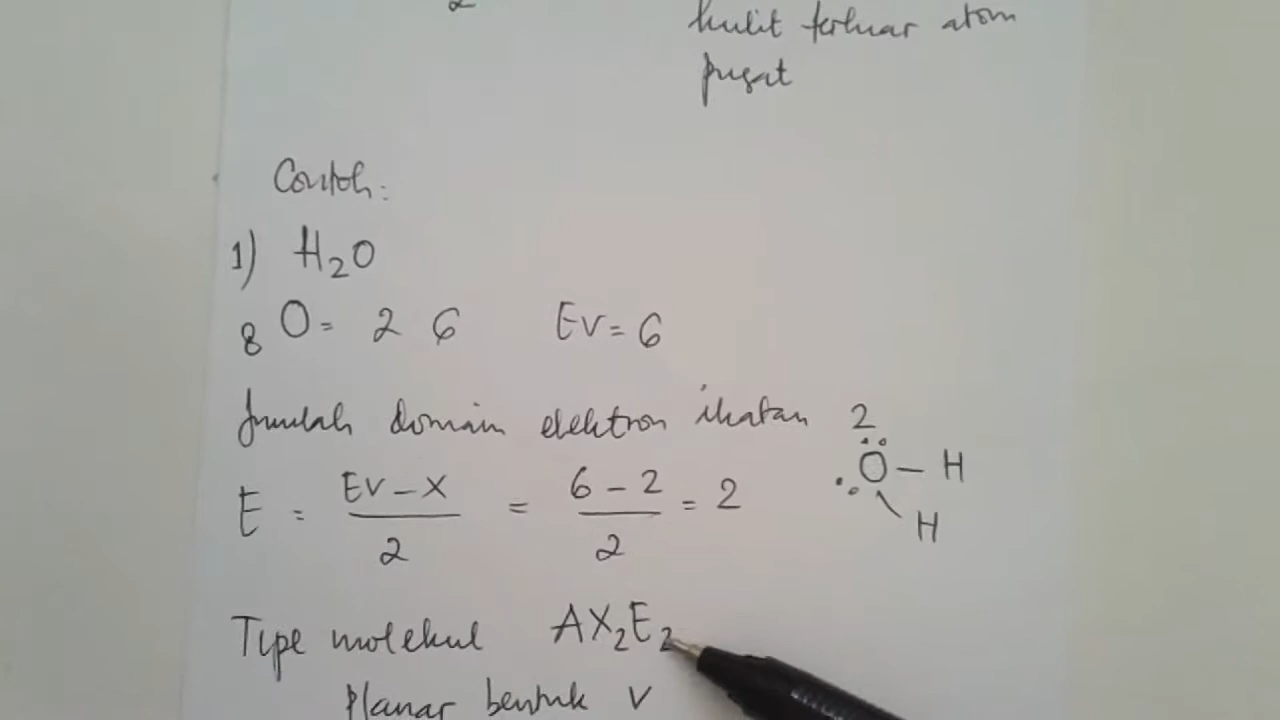 2
kulit terluar atom
pusat
Contoh:
1) H₂O
₈O = 2 6 EV = 6
Jumlah domain elektron ikatan 2
E = (EV - X)/2 = (6 - 2)/2 = 2
O - H
H
Tipe molekul AX₂E₂
planar bentuk V